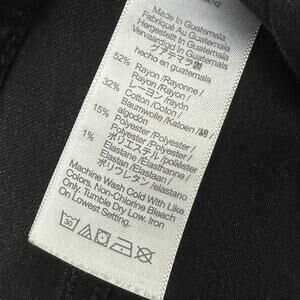 Made in Guatemala
Fabriqué Au Guatemala
Fabricado em Guatemala
Vervaardigd in Guatemala
グアテマラ製
hecho en guatemala
52% Rayon/Rayonne/
Rayon/Rayon/
レーヨン/rayón
32% Cotton/Coton/
Baumwolle/Katoen/綿/
algodón
15% Polyester/Polyester/
Polyester/Polyester/
ポリエステル/poliéster
1% Elastane/Élasthanne/
Elastan/Elastaan/
ポリウレタン/elastano
Machine Wash Cold With Like
Colors. Non-Chlorine Bleach
Only. Tumble Dry Low. Iron
On Lowest Setting.
30